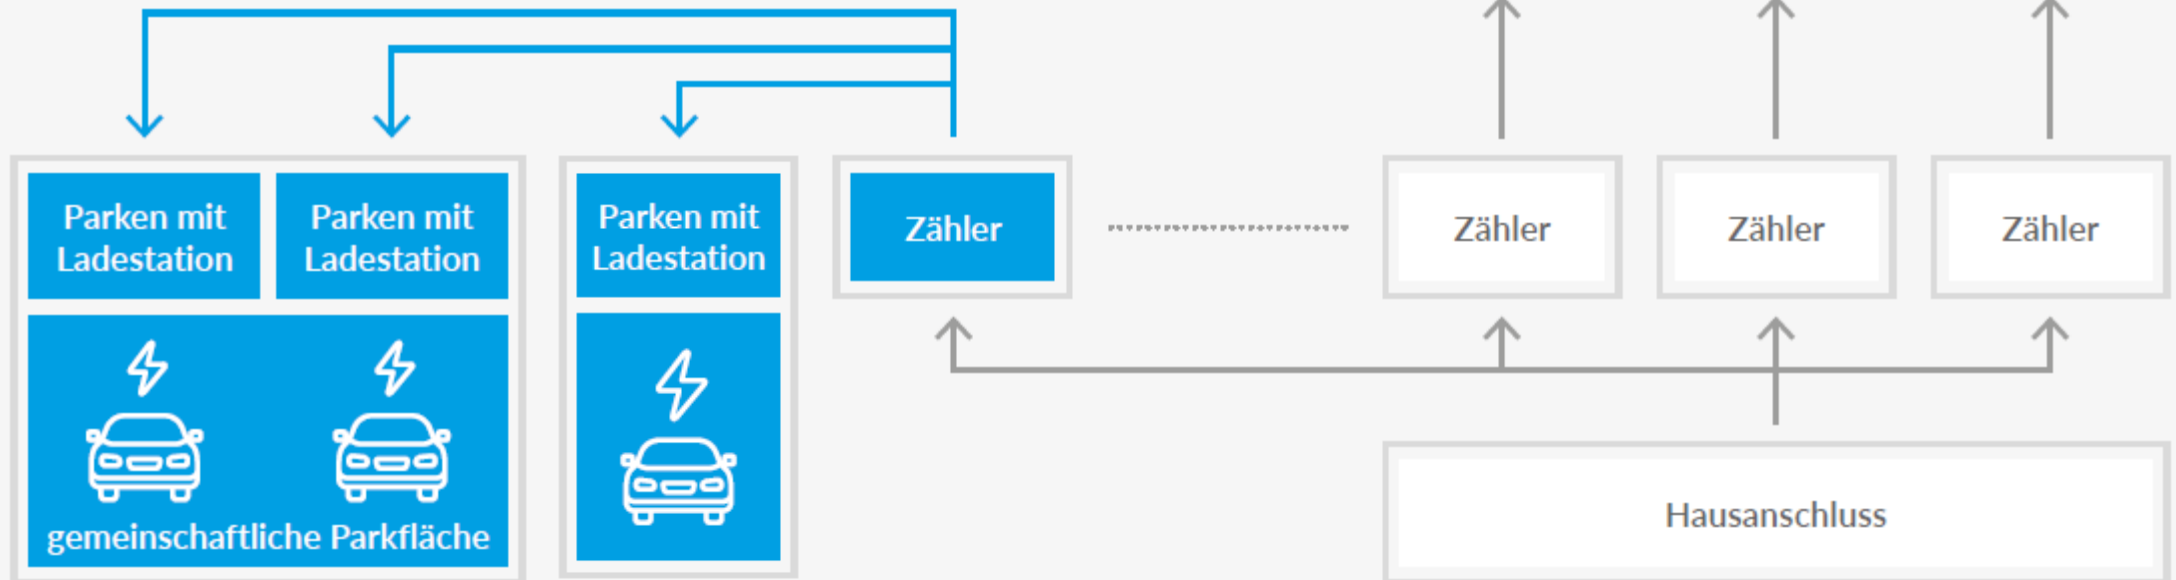 Parken mit
Ladestation
Parken mit
Ladestation
Parken mit
Ladestation
Zähler
Zähler
Zähler
Zähler
gemeinschaftliche Parkfläche
Hausanschluss